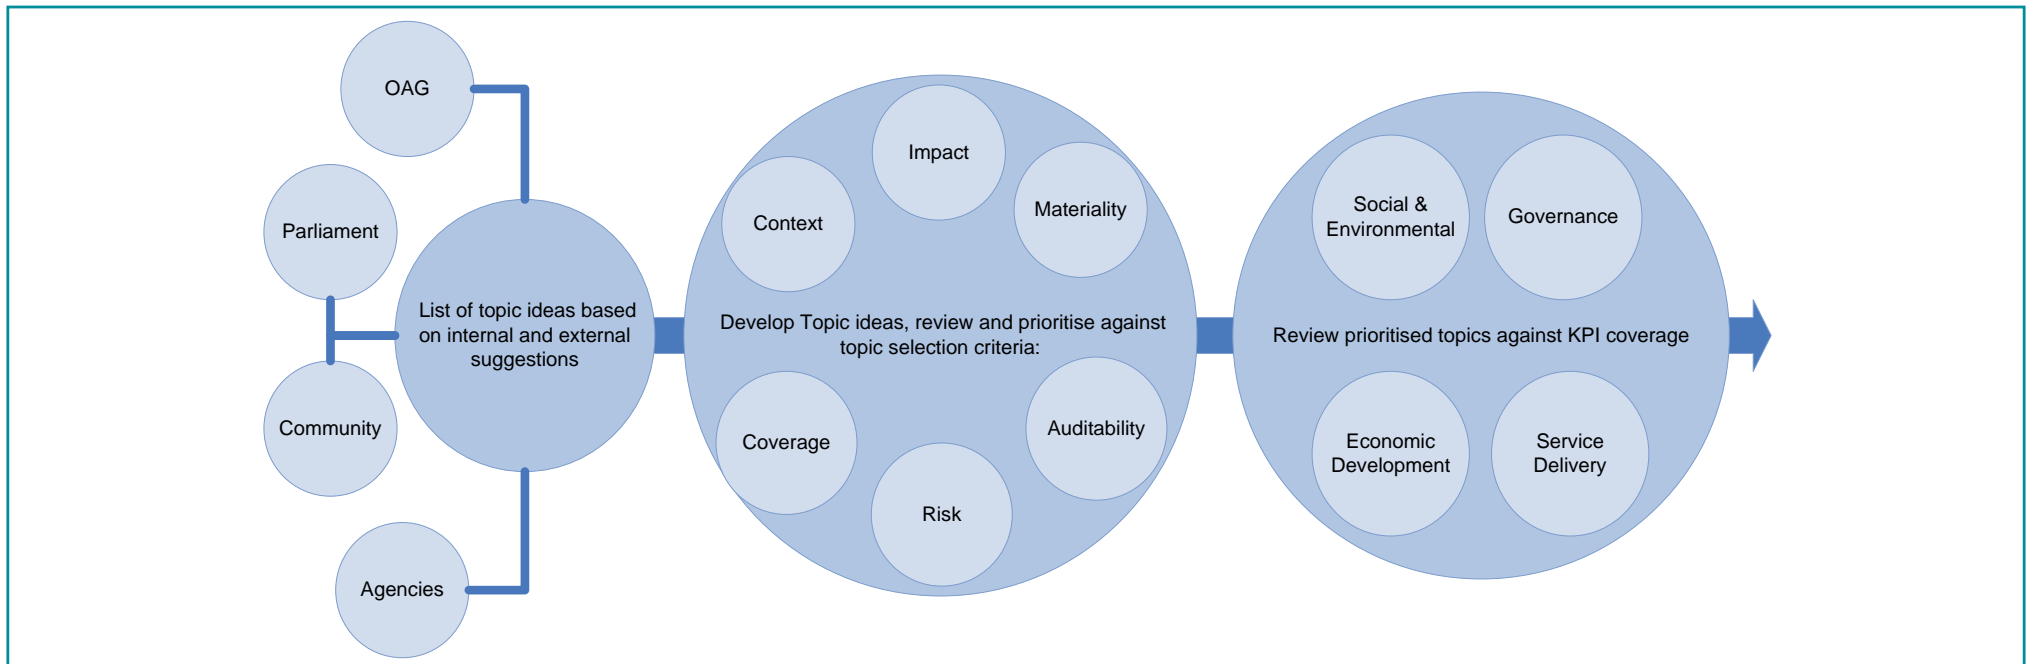 OAG
Parliament
Community
Agencies
List of topic ideas based
on internal and external
suggestions
Impact
Context
Materiality
Develop Topic ideas, review and prioritise against
topic selection criteria:
Coverage
Auditability
Risk
Social &
Environmental
Governance
Review prioritised topics against KPI coverage
Economic
Development
Service
Delivery